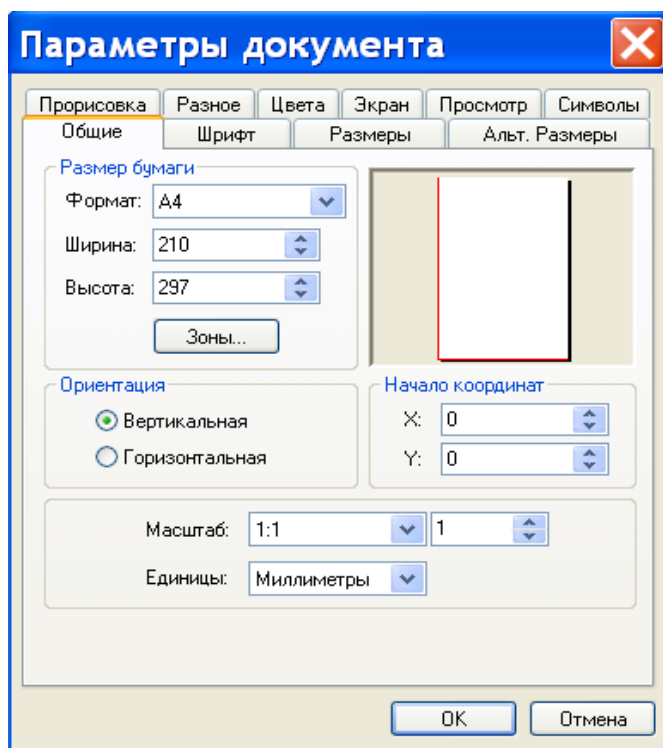 Параметры документа
Прорисовка Разное Цвета Экран Просмотр Символы
Общие Шрифт Размеры Альт. Размеры
Размер бумаги
Формат: A4
Ширина: 210
Высота: 297
Зоны...
Ориентация
Вертикальная
Горизонтальная
Начало координат
X: 0
Y: 0
Масштаб: 1:1 1
Единицы: Миллиметры
OK Отмена